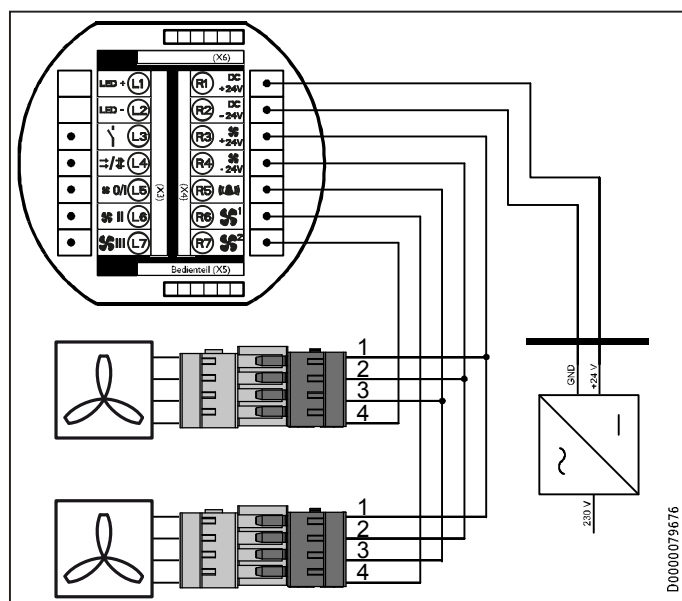 (X6)
LED + L1 R1 DC +24V
LED - L2 R2 DC -24V
L3 R3 +24V
L4 R4 -24V
0/I L5 (X3) (X4) R5
II L6 R6 1
III L7 R7 2
Bedienteil (X5)
1
2
3
4
1
2
3
4
GND
+24 V
230 V
D0000079676